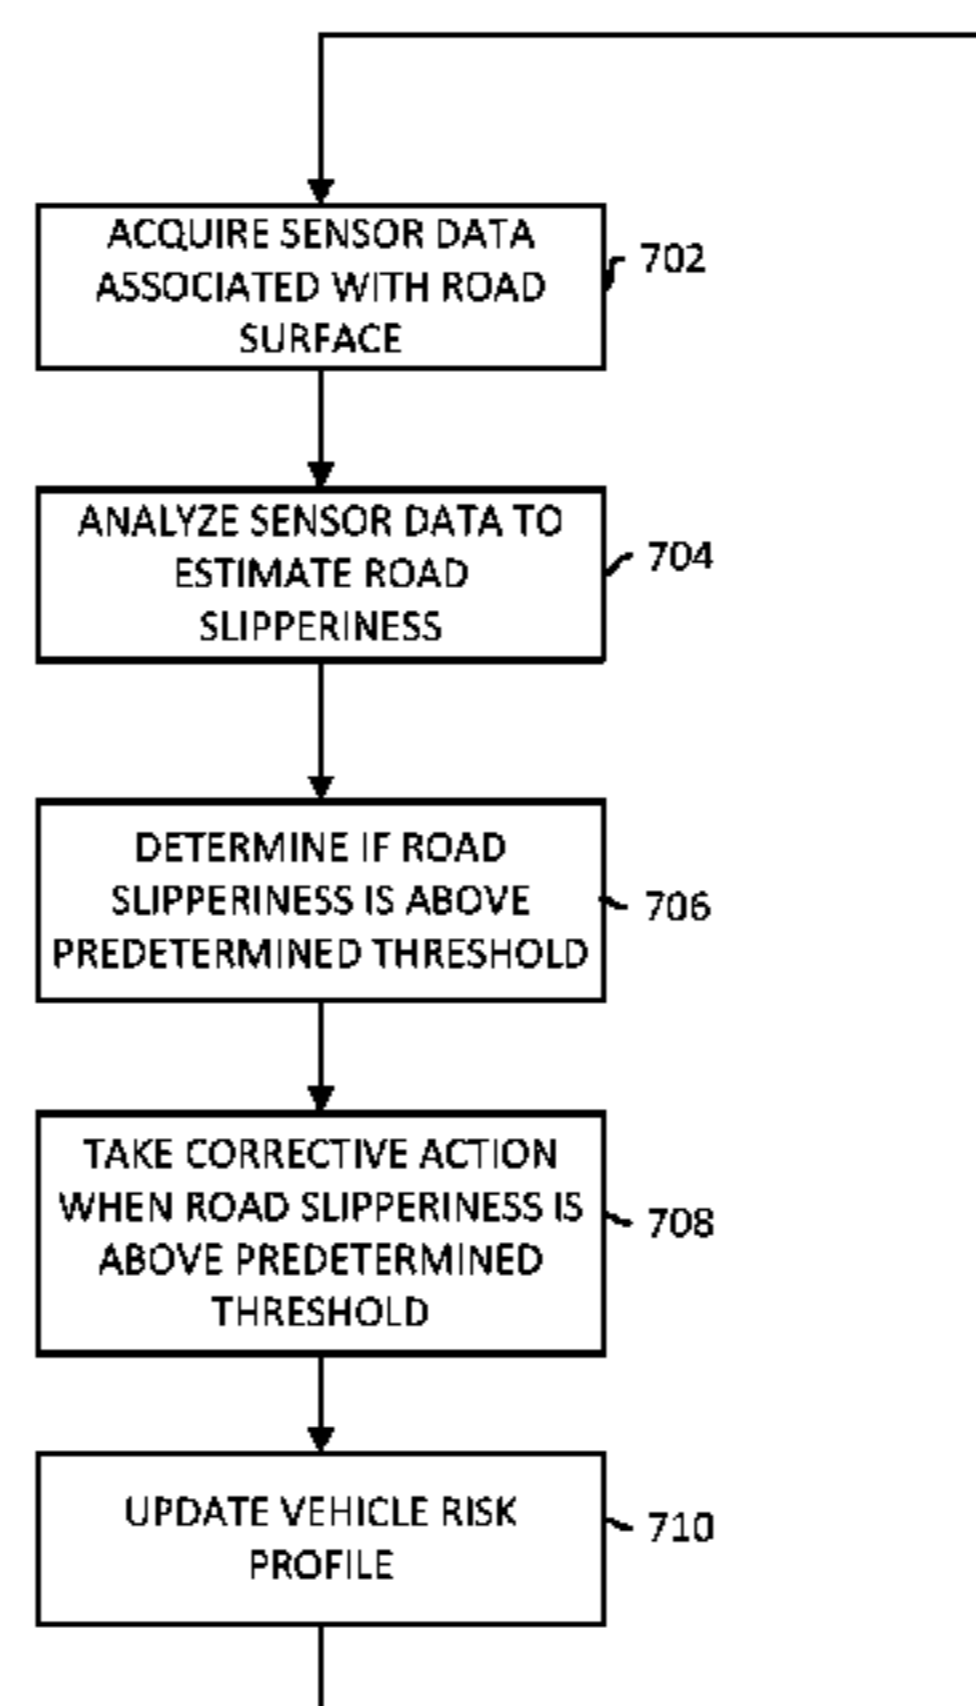 ACQUIRE SENSOR DATA
ASSOCIATED WITH ROAD
SURFACE
702
ANALYZE SENSOR DATA TO
ESTIMATE ROAD
SLIPPERINESS
704
DETERMINE IF ROAD
SLIPPERINESS IS ABOVE
PREDETERMINED THRESHOLD
706
TAKE CORRECTIVE ACTION
WHEN ROAD SLIPPERINESS IS
ABOVE PREDETERMINED
THRESHOLD
708
UPDATE VEHICLE RISK
PROFILE
710